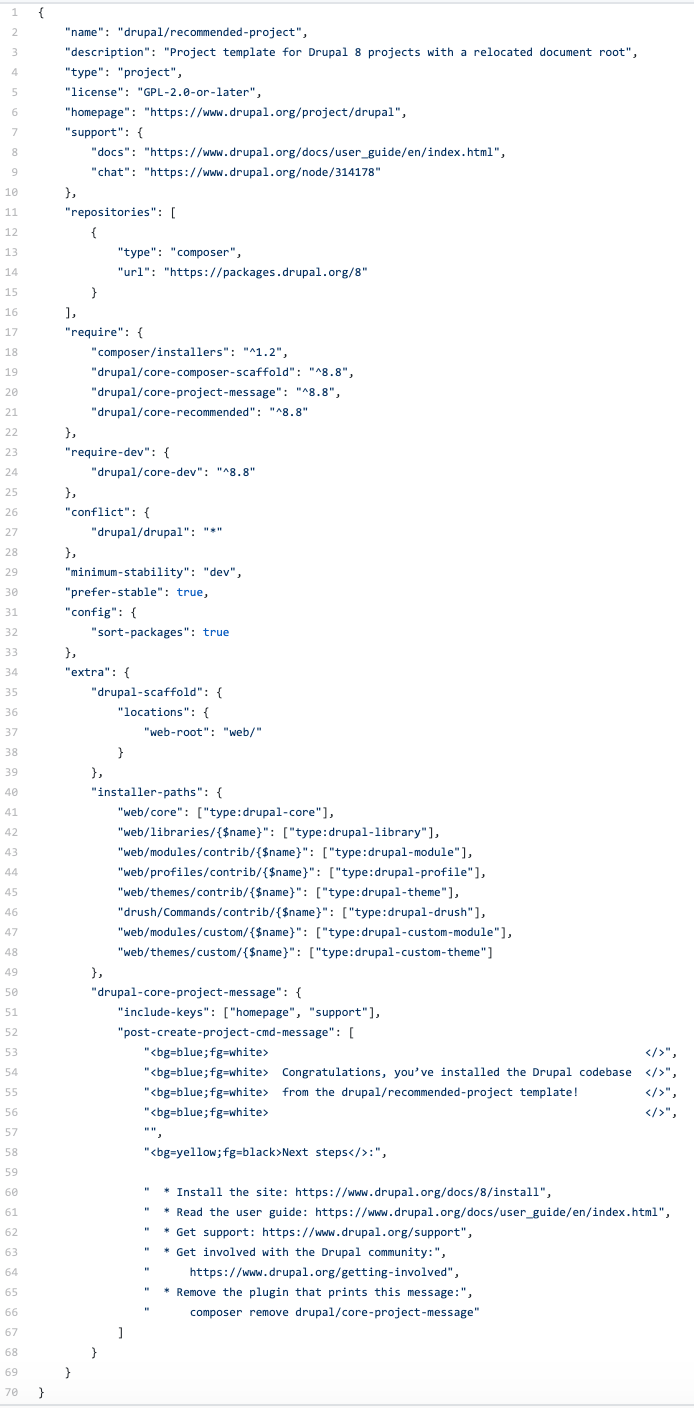 1 {
2     "name": "drupal/recommended-project",
3     "description": "Project template for Drupal 8 projects with a relocated document root",
4     "type": "project",
5     "license": "GPL-2.0-or-later",
6     "homepage": "https://www.drupal.org/project/drupal",
7     "support": {
8         "docs": "https://www.drupal.org/docs/user_guide/en/index.html",
9         "chat": "https://www.drupal.org/node/314178"
10     },
11     "repositories": [
12         {
13             "type": "composer",
14             "url": "https://packages.drupal.org/8"
15         }
16     ],
17     "require": {
18         "composer/installers": "^1.2",
19         "drupal/core-composer-scaffold": "^8.8",
20         "drupal/core-project-message": "^8.8",
21         "drupal/core-recommended": "^8.8"
22     },
23     "require-dev": {
24         "drupal/core-dev": "^8.8"
25     },
26     "conflict": {
27         "drupal/drupal": "*"
28     },
29     "minimum-stability": "dev",
30     "prefer-stable": true,
31     "config": {
32         "sort-packages": true
33     },
34     "extra": {
35         "drupal-scaffold": {
36             "locations": {
37                 "web-root": "web/"
38             }
39         },
40         "installer-paths": {
41             "web/core": ["type:drupal-core"],
42             "web/libraries/{$name}": ["type:drupal-library"],
43             "web/modules/contrib/{$name}": ["type:drupal-module"],
44             "web/profiles/contrib/{$name}": ["type:drupal-profile"],
45             "web/themes/contrib/{$name}": ["type:drupal-theme"],
46             "drush/Commands/contrib/{$name}": ["type:drupal-drush"],
47             "web/modules/custom/{$name}": ["type:drupal-custom-module"],
48             "web/themes/custom/{$name}": ["type:drupal-custom-theme"]
49         },
50         "drupal-core-project-message": {
51             "include-keys": ["homepage", "support"],
52             "post-create-project-cmd-message": [
53                 "<bg=blue;fg=white>                                                         </>",
54                 "<bg=blue;fg=white>  Congratulations, you’ve installed the Drupal codebase  </>",
55                 "<bg=blue;fg=white>  from the drupal/recommended-project template!          </>",
56                 "<bg=blue;fg=white>                                                         </>",
57                 "",
58                 "<bg=yellow;fg=black>Next steps</>:",
59
60                 "  * Install the site: https://www.drupal.org/docs/8/install",
61                 "  * Read the user guide: https://www.drupal.org/docs/user_guide/en/index.html",
62                 "  * Get support: https://www.drupal.org/support",
63                 "  * Get involved with the Drupal community:",
64                 "      https://www.drupal.org/getting-involved",
65                 "  * Remove the plugin that prints this message:",
66                 "      composer remove drupal/core-project-message"
67             ]
68         }
69     }
70 }